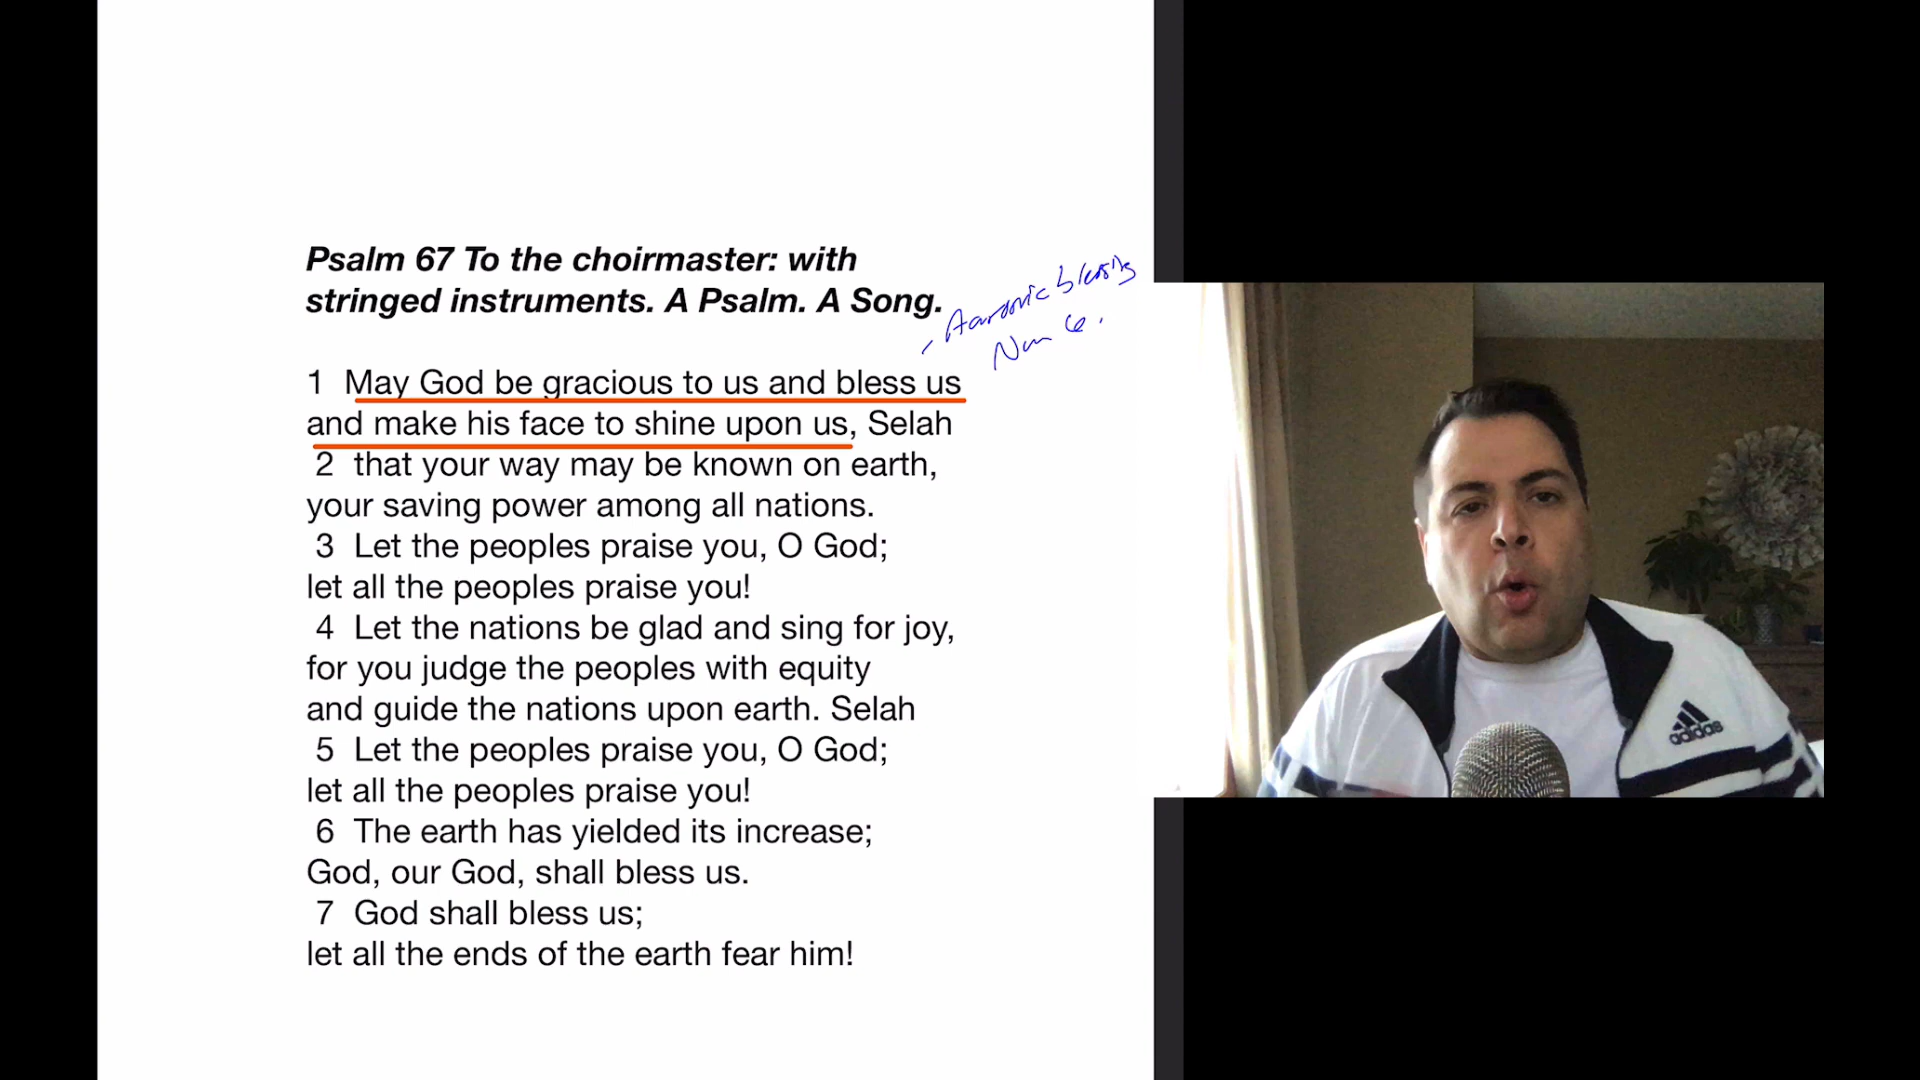 Psalm 67 To the choirmaster: with
stringed instruments. A Psalm. A Song.
- Aaronic blessing
Num 6.
1 May God be gracious to us and bless us
and make his face to shine upon us, Selah
2 that your way may be known on earth,
your saving power among all nations.
3 Let the peoples praise you, O God;
let all the peoples praise you!
4 Let the nations be glad and sing for joy,
for you judge the peoples with equity
and guide the nations upon earth. Selah
5 Let the peoples praise you, O God;
let all the peoples praise you!
6 The earth has yielded its increase;
God, our God, shall bless us.
7 God shall bless us;
let all the ends of the earth fear him!
adidas